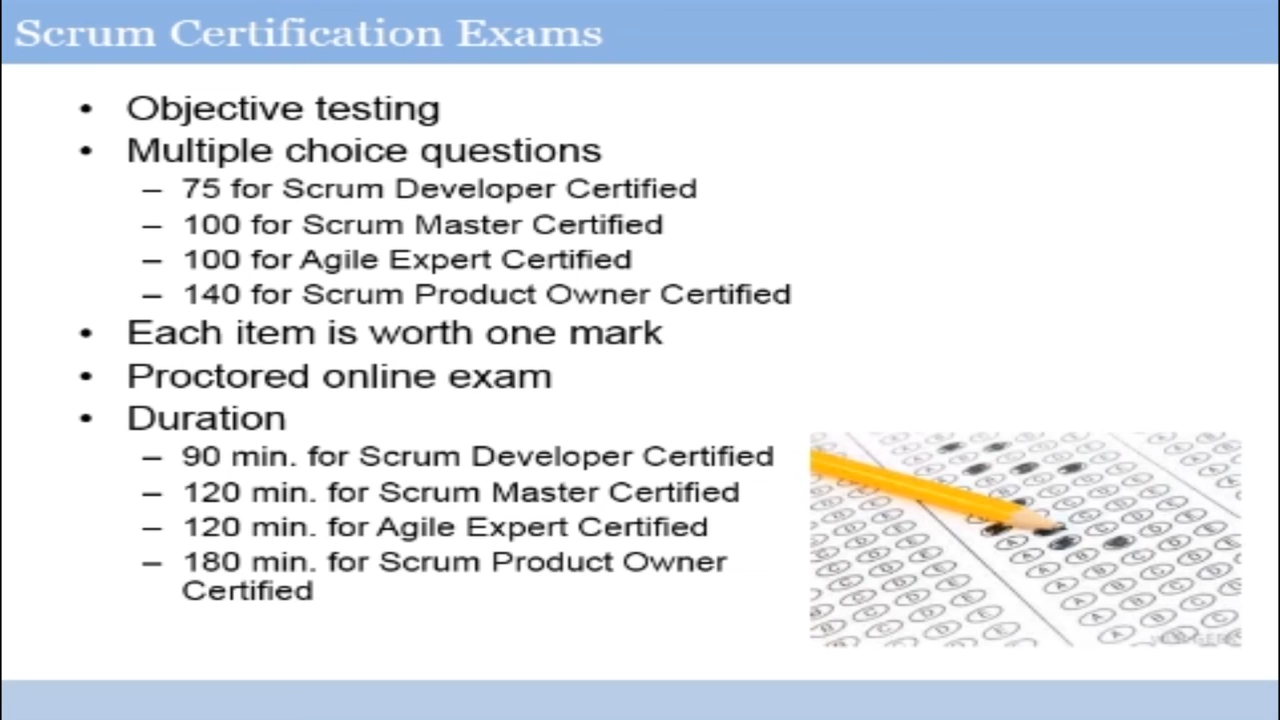 Scrum Certification Exams
• Objective testing
• Multiple choice questions
– 75 for Scrum Developer Certified
– 100 for Scrum Master Certified
– 100 for Agile Expert Certified
– 140 for Scrum Product Owner Certified
• Each item is worth one mark
• Proctored online exam
• Duration
– 90 min. for Scrum Developer Certified
– 120 min. for Scrum Master Certified
– 120 min. for Agile Expert Certified
– 180 min. for Scrum Product Owner
Certified